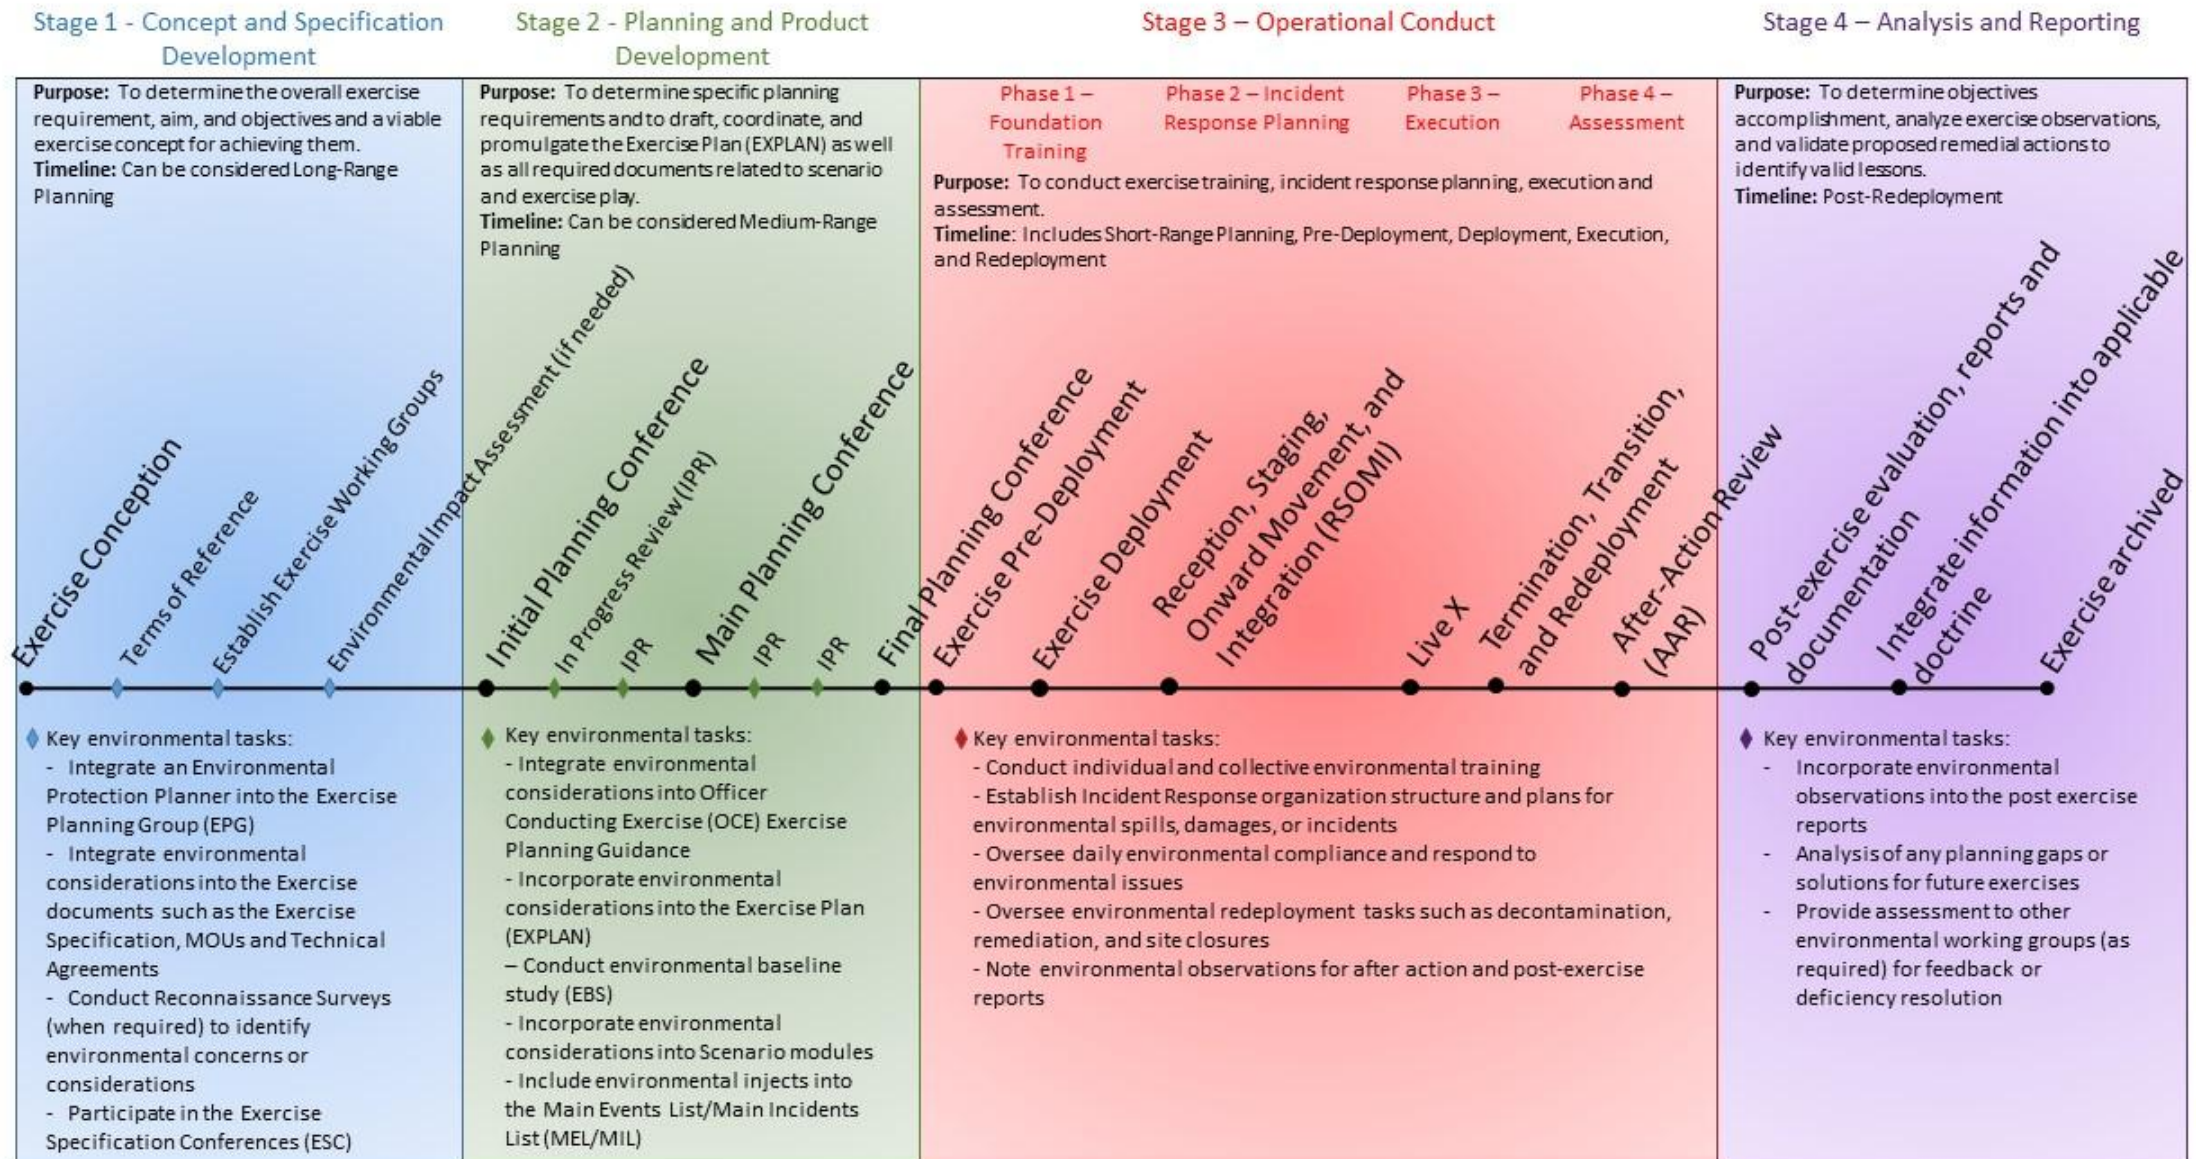 Stage 1 - Concept and Specification
Development
Purpose: To determine the overall exercise
requirement, aim, and objectives and a viable
exercise concept for achieving them.
Timeline: Can be considered Long-Range
Planning
Exercise Conception
Terms of Reference
Establish Exercise Working Groups
Environmental Impact Assessment (if needed)
Key environmental tasks:
- Integrate an Environmental
Protection Planner into the Exercise
Planning Group (EPG)
- Integrate environmental
considerations into the Exercise
documents such as the Exercise
Specification, MOUs and Technical
Agreements
- Conduct Reconnaissance Surveys
(when required) to identify
environmental concerns or
considerations
- Participate in the Exercise
Specification Conferences (ESC)
Stage 2 - Planning and Product
Development
Purpose: To determine specific planning
requirements and to draft, coordinate, and
promulgate the Exercise Plan (EXPLAN) as well
as all required documents related to scenario
and exercise play.
Timeline: Can be considered Medium-Range
Planning
Initial Planning Conference
In Progress Review (IPR)
IPR
Main Planning Conference
IPR
IPR
Final Planning Conference
Key environmental tasks:
- Integrate environmental
considerations into Officer
Conducting Exercise (OCE) Exercise
Planning Guidance
- Incorporate environmental
considerations into the Exercise Plan
(EXPLAN)
– Conduct environmental baseline
study (EBS)
- Incorporate environmental
considerations into Scenario modules
- Include environmental injects into
the Main Events List/Main Incidents
List (MEL/MIL)
Stage 3 – Operational Conduct
Phase 1 –
Foundation
Training
Phase 2 – Incident
Response Planning
Phase 3 –
Execution
Phase 4 –
Assessment
Purpose: To conduct exercise training, incident response planning, execution and
assessment.
Timeline: Includes Short-Range Planning, Pre-Deployment, Deployment, Execution,
and Redeployment
Exercise Pre-Deployment
Exercise Deployment
Reception, Staging,
Onward Movement, and
Integration (RSOMI)
Live X
Termination, Transition,
and Redeployment
After-Action Review
(AAR)
Key environmental tasks:
- Conduct individual and collective environmental training
- Establish Incident Response organization structure and plans for
environmental spills, damages, or incidents
- Oversee daily environmental compliance and respond to
environmental issues
- Oversee environmental redeployment tasks such as decontamination,
remediation, and site closures
- Note environmental observations for after action and post-exercise
reports
Stage 4 – Analysis and Reporting
Purpose: To determine objectives
accomplishment, analyze exercise observations,
and validate proposed remedial actions to
identify valid lessons.
Timeline: Post-Redeployment
Post-exercise evaluation, reports and
documentation
Integrate information into applicable
doctrine
Exercise archived
Key environmental tasks:
- Incorporate environmental
observations into the post exercise
reports
- Analysis of any planning gaps or
solutions for future exercises
- Provide assessment to other
environmental working groups (as
required) for feedback or
deficiency resolution